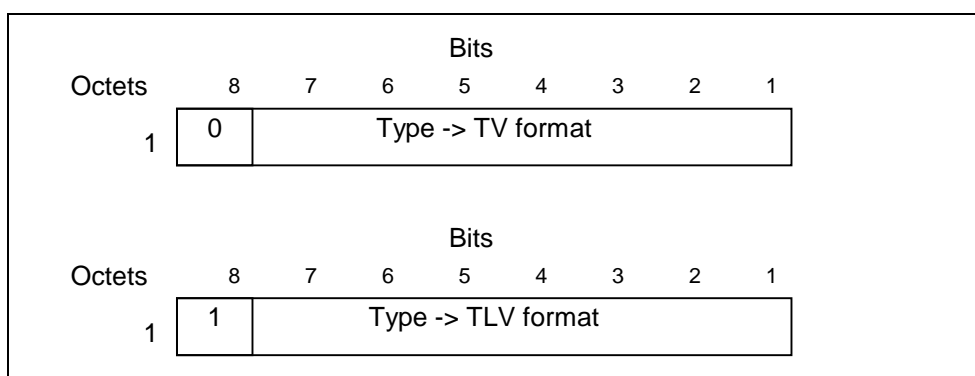 Bits
Octets 8 7 6 5 4 3 2 1
1 0 Type -> TV format
Bits
Octets 8 7 6 5 4 3 2 1
1 1 Type -> TLV format